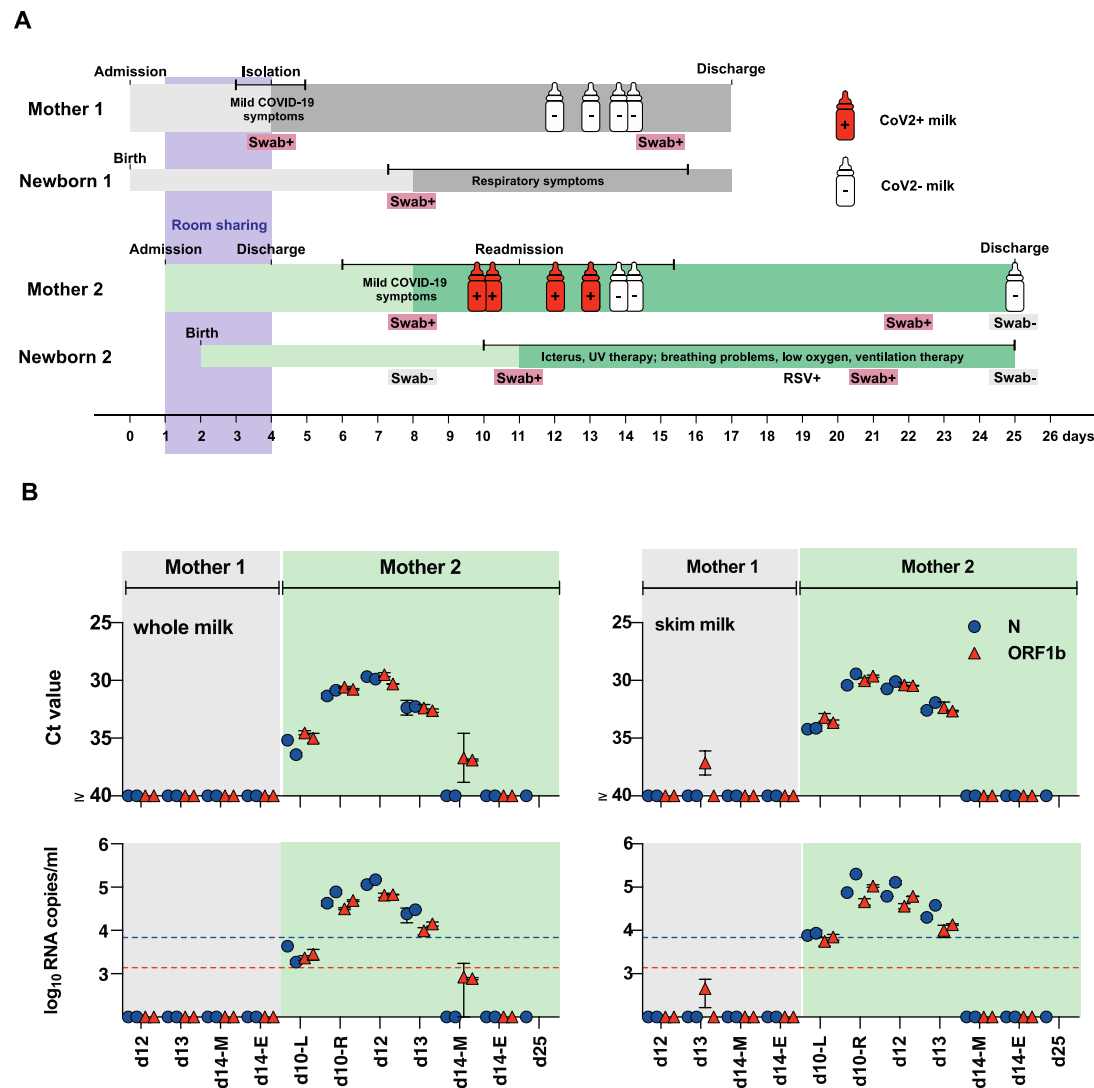 A
Admission
Isolation
Discharge
Mother 1
Mild COVID-19
symptoms
- - - -
+
CoV2+ milk
Swab+
Swab+
Birth
Newborn 1
Respiratory symptoms
-
CoV2- milk
Swab+
Room sharing
Admission
Discharge
Readmission
Discharge
Mother 2
Mild COVID-19
symptoms
+ + + + - - -
Swab+
Swab+
Swab-
Birth
Newborn 2
Icterus, UV therapy; breathing problems, low oxygen, ventilation therapy
Swab-
Swab+
RSV+
Swab+
Swab-
0 1 2 3 4 5 6 7 8 9 10 11 12 13 14 15 16 17 18 19 20 21 22 23 24 25 26 days
B
Mother 1
Mother 2
whole milk
Ct value
25
30
35
≥
40
Mother 1
Mother 2
skim milk
N
ORF1b
25
30
35
≥
40
log10 RNA copies/ml
6
5
4
3
d12 d13 d14-M d14-E d10-L d10-R d12 d13 d14-M d14-E d25
6
5
4
3
d12 d13 d14-M d14-E d10-L d10-R d12 d13 d14-M d14-E d25